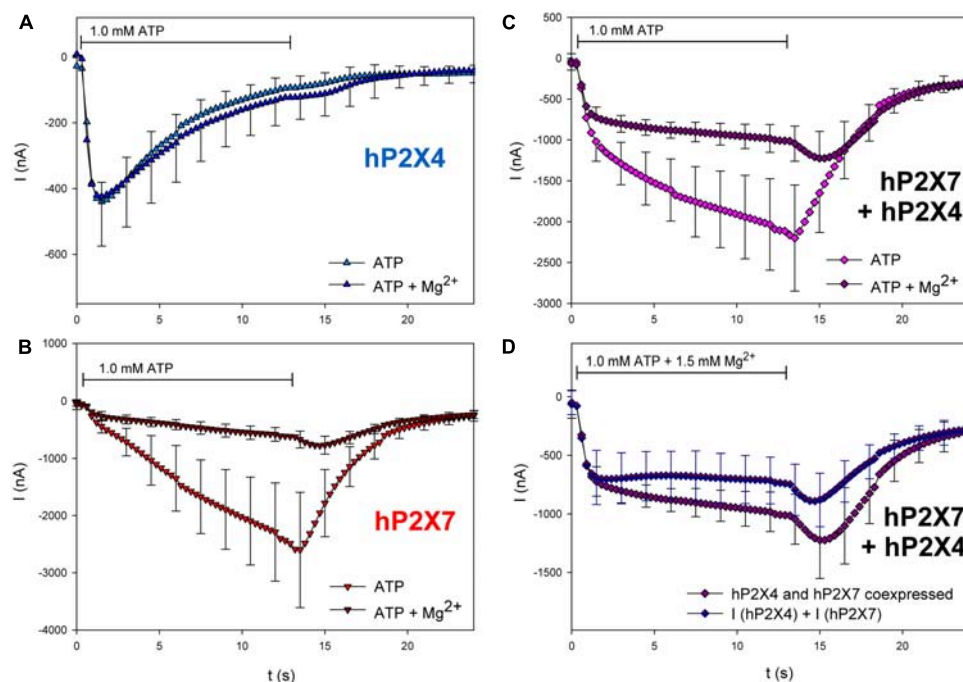 A
1.0 mM ATP
0
-200
-400
-600
I (nA)
hP2X4
ATP
ATP + Mg²⁺
0
5
10
15
20
B
1000
0
-1000
-2000
-3000
-4000
I (nA)
1.0 mM ATP
hP2X7
ATP
ATP + Mg²⁺
0
5
10
15
20
t (s)
C
500
0
-500
-1000
-1500
-2000
-2500
-3000
I (nA)
1.0 mM ATP
hP2X7
+ hP2X4
ATP
ATP + Mg²⁺
0
5
10
15
20
D
1.0 mM ATP + 1.5 mM Mg²⁺
0
-500
-1000
-1500
I (nA)
hP2X7
+ hP2X4
hP2X4 and hP2X7 coexpressed
I (hP2X4) + I (hP2X7)
0
5
10
15
20
t (s)